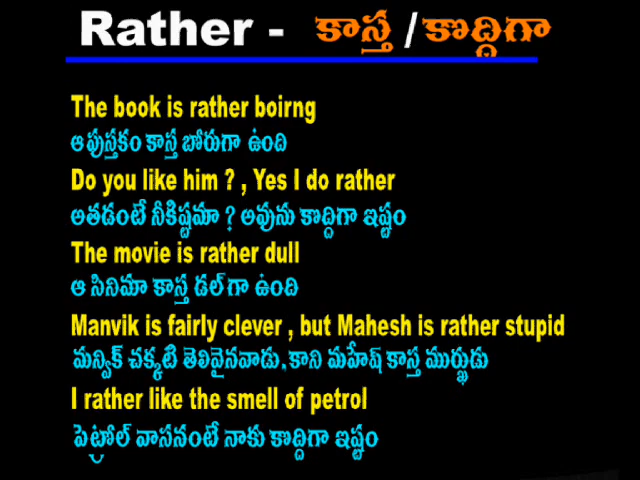 Rather - కాస్త /కొద్దిగా
The book is rather boirng
ఆ పుస్తకం కాస్త బోరుగా ఉంది
Do you like him ? , Yes I do rather
అతడంటే నీకిష్టమా ? అవును కొద్దిగా ఇష్టం
The movie is rather dull
ఆ సినిమా కాస్త డల్‌గా ఉంది
Manvik is fairly clever , but Mahesh is rather stupid
మన్విక్ చక్కటి తెలివైనవాడు,కాని మహేష్ కాస్త ముర్ఖుడు
I rather like the smell of petrol
పెట్రోల్ వాసనంటే నాకు కొద్దిగా ఇష్టం